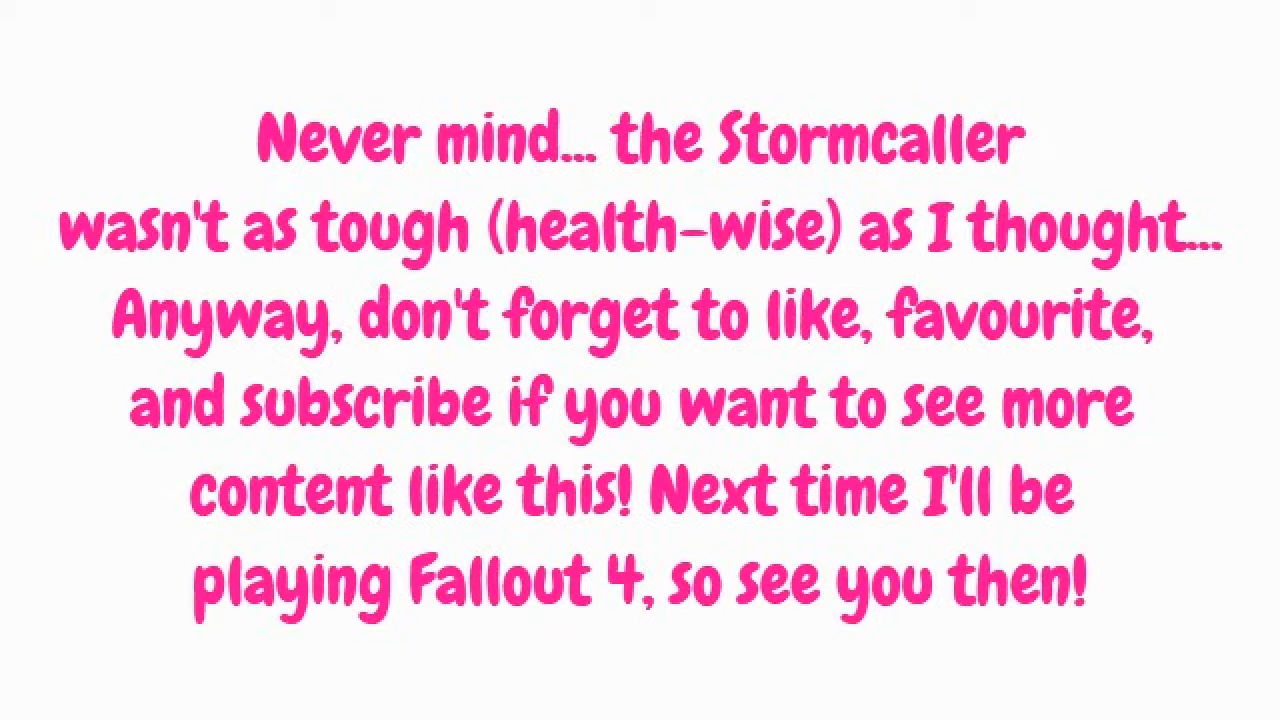 Never mind... the Stormcaller
wasn't as tough (health-wise) as I thought...
Anyway, don't forget to like, favourite,
and subscribe if you want to see more
content like this! Next time I'll be
playing Fallout 4, so see you then!